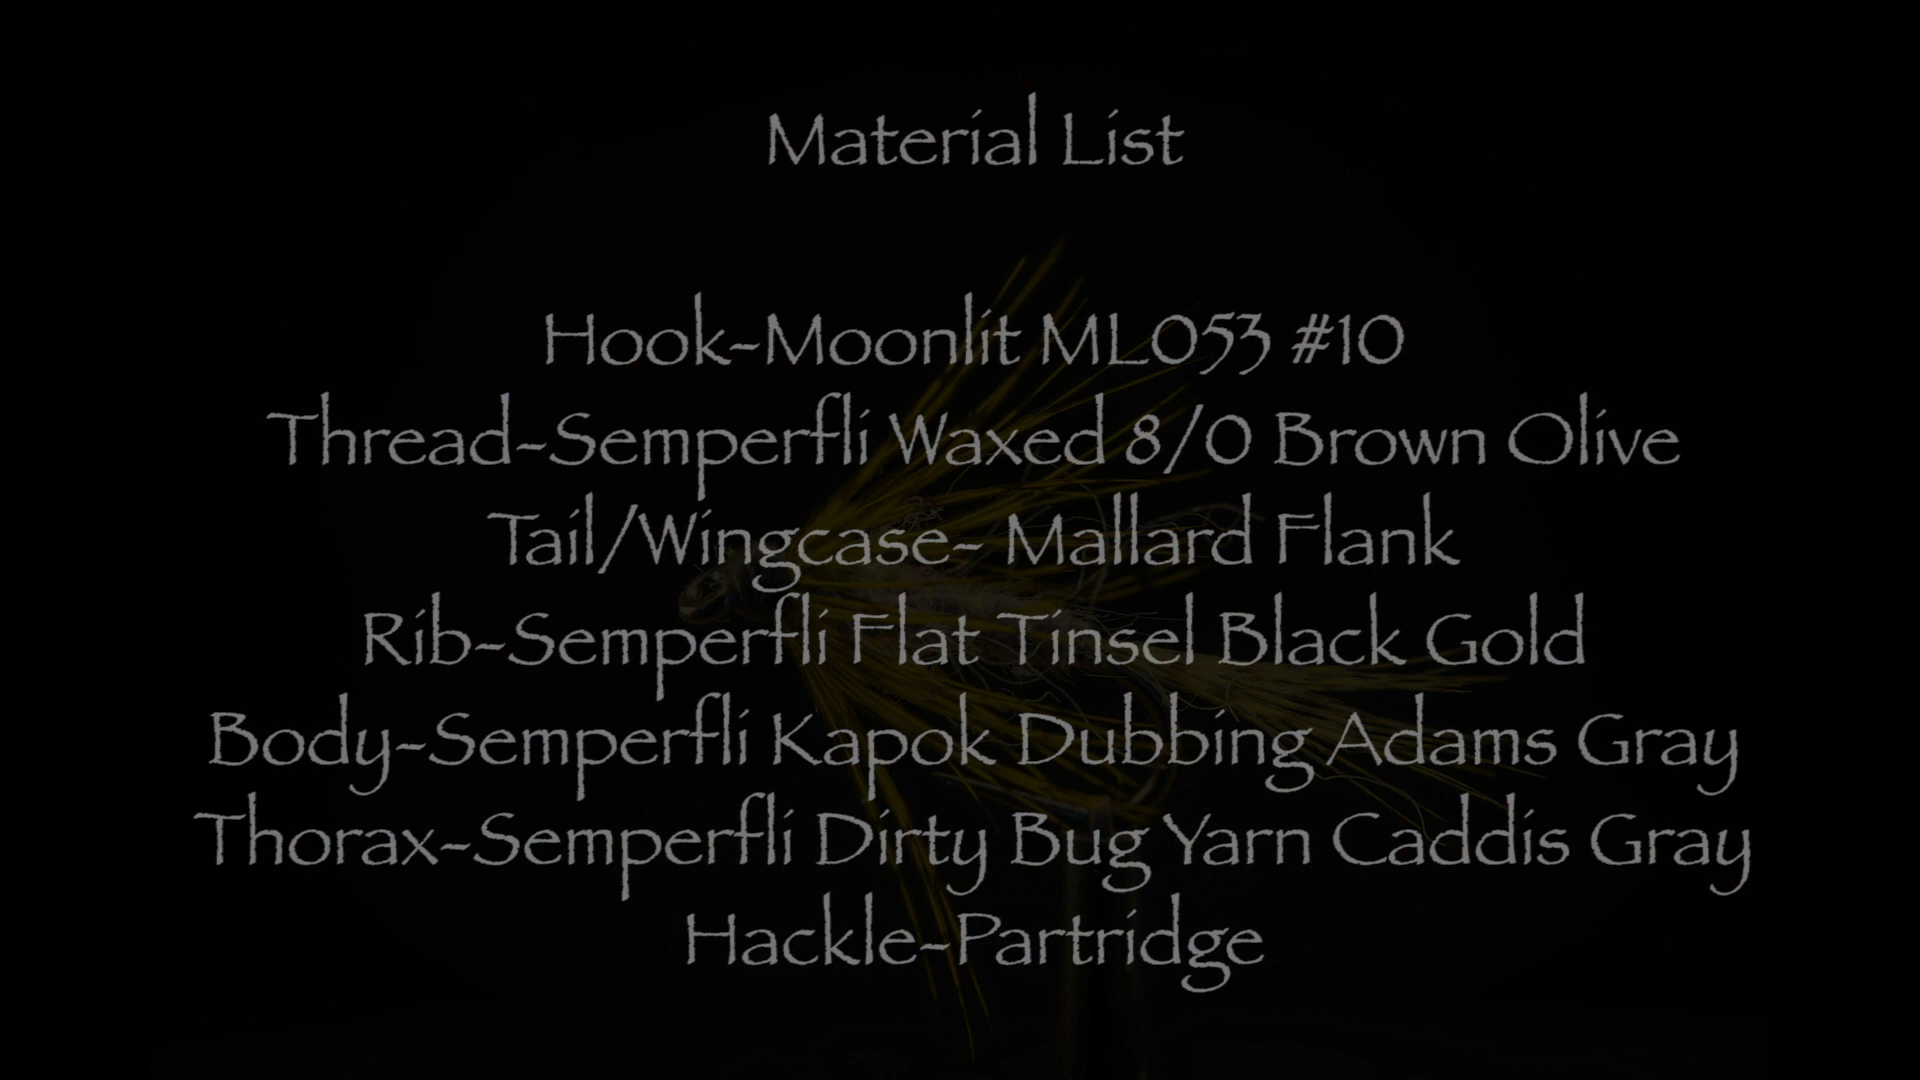 Material List
Hook-Moonlit ML053 #10
Thread-Semperfli Waxed 8/0 Brown Olive
Tail/Wingcase- Mallard Flank
Rib-Semperfli Flat Tinsel Black Gold
Body-Semperfli Kapok Dubbing Adams Gray
Thorax-Semperfli Dirty Bug Yarn Caddis Gray
Hackle-Partridge